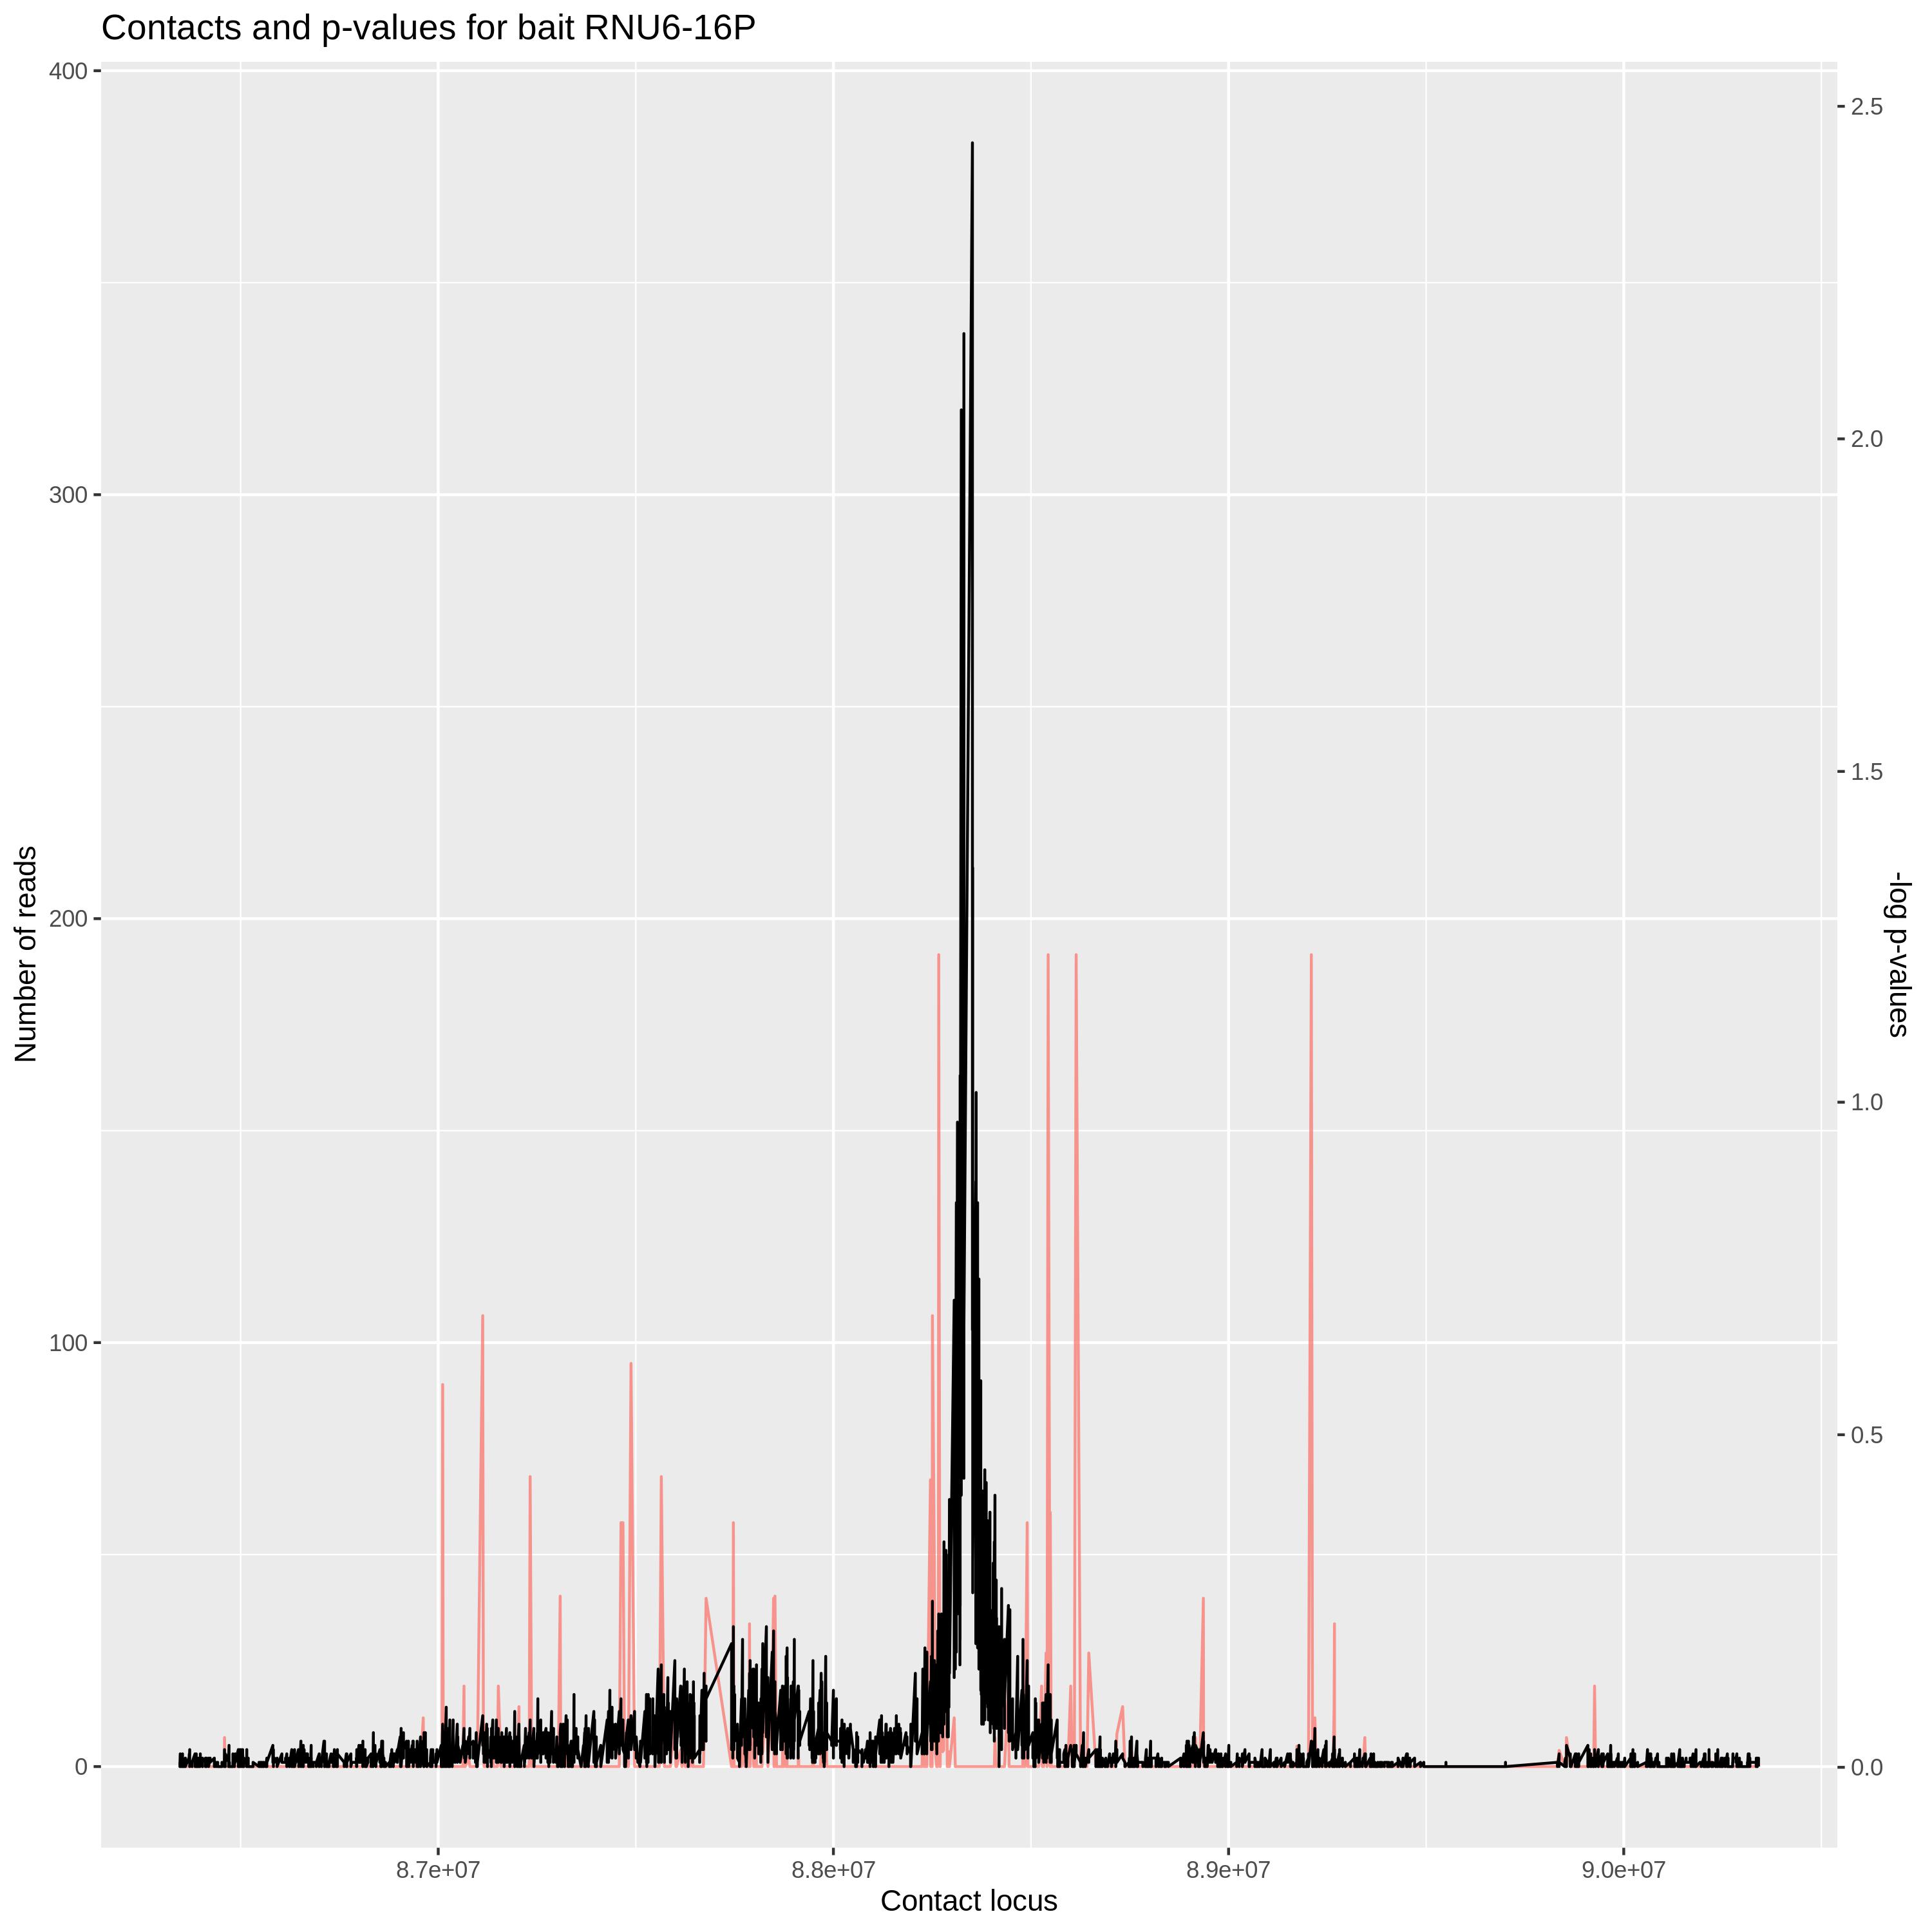 Contacts and p-values for bait RNU6-16P
400
300
200
100
0
Number of reads
2.5
2.0
1.5
1.0
0.5
0.0
-log p-values
8.7e+07
8.8e+07
8.9e+07
9.0e+07
Contact locus